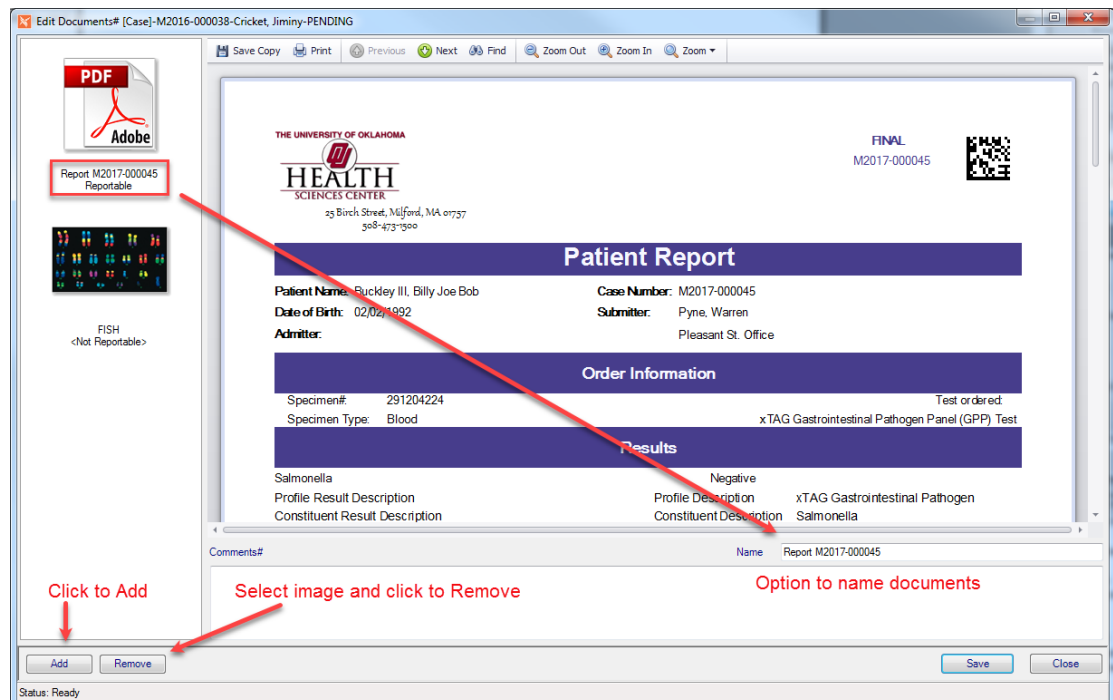 Edit Documents# [Case]-M2016-000038-Cricket, Jiminy-PENDING
Save Copy Print Previous Next Find Zoom Out Zoom In Zoom
PDF
Adobe
Report M2017-000045
Reportable
FISH
<Not Reportable>
THE UNIVERSITY OF OKLAHOMA
HEALTH
SCIENCES CENTER
25 Birch Street, Milford, MA 01757
508-473-1500
FINAL
M2017-000045
Patient Report
Patient Name: Buckley III, Billy Joe Bob Case Number: M2017-000045
Date of Birth: 02/02/1992 Submitter: Pyne, Warren
Admitter: Pleasant St. Office
Order Information
Specimen#: 291204224 Test ordered:
Specimen Type: Blood xTAG Gastrointestinal Pathogen Panel (GPP) Test
Results
Salmonella Negative
Profile Result Description Profile Description xTAG Gastrointestinal Pathogen
Constituent Result Description Constituent Description Salmonella
Comments# Name Report M2017-000045
Click to Add
Select image and click to Remove
Option to name documents
Add Remove Save Close
Status: Ready